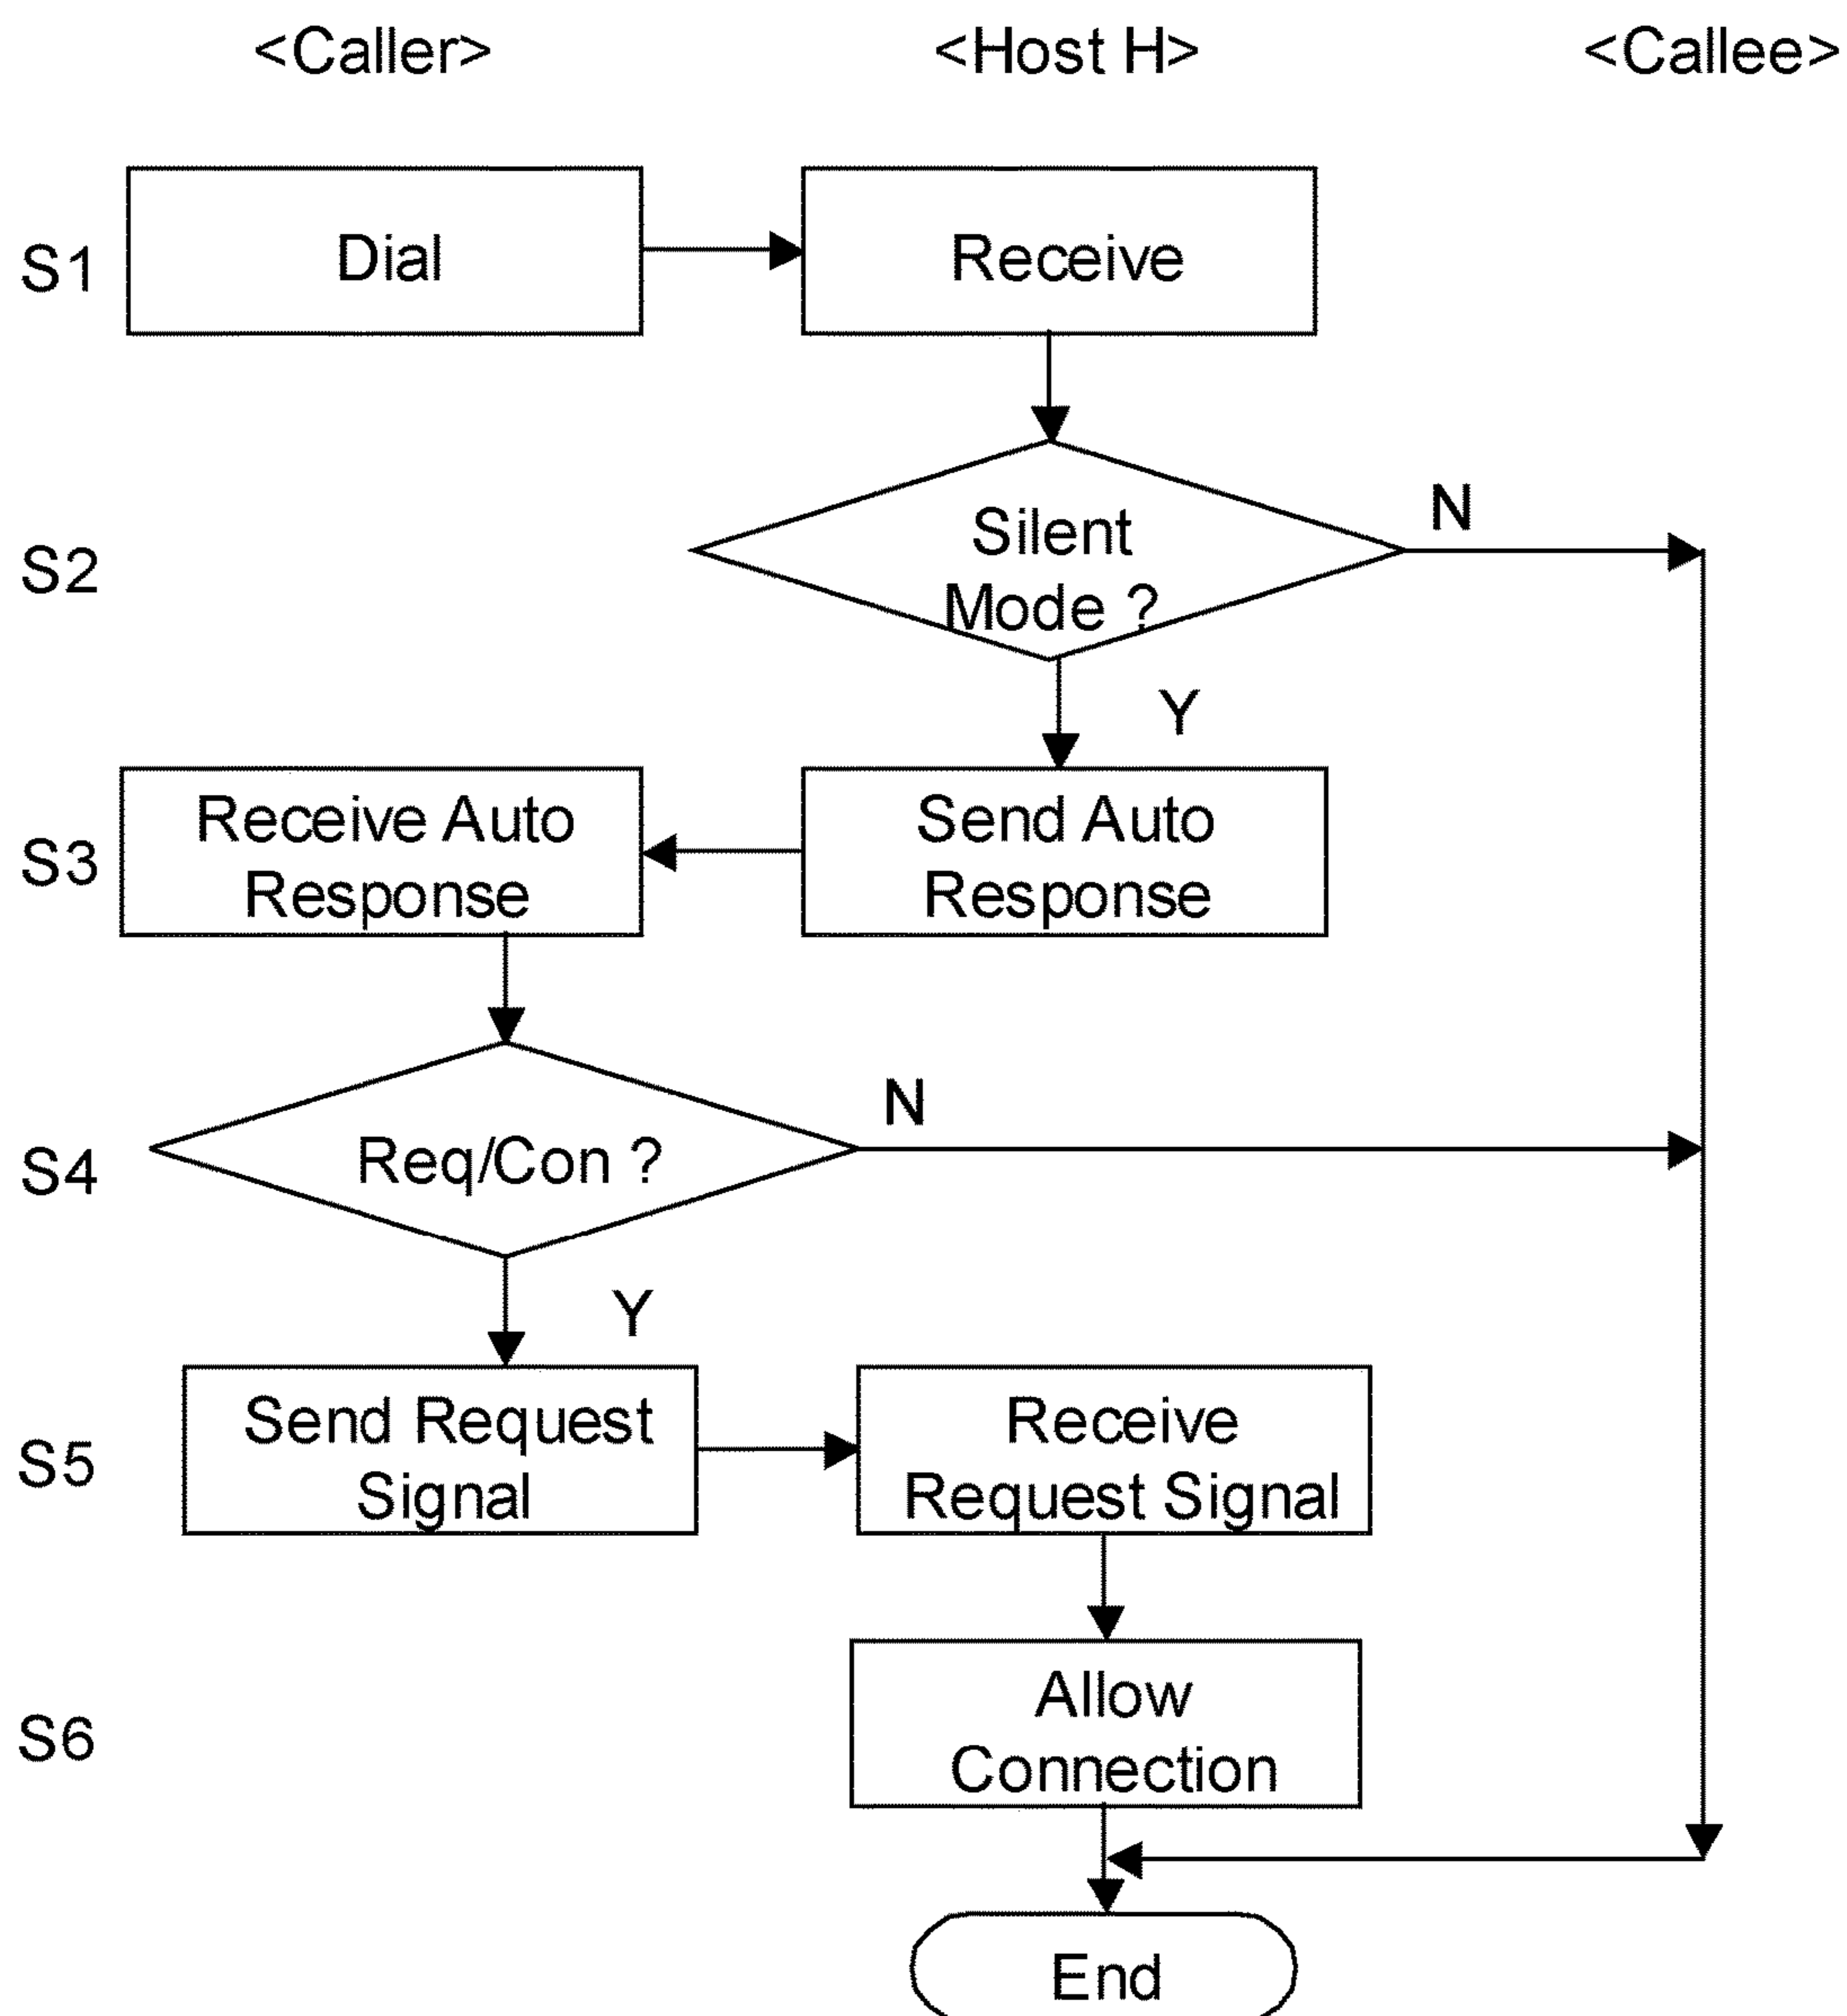 <Caller> <Host H> <Callee>
S1 Dial Receive
Silent N
S2 Mode ?
Y
Receive Auto Send Auto
S3 Response Response
N
S4 Req/Con ?
Y
Send Request Receive
S5 Signal Request Signal
Allow
S6 Connection
End